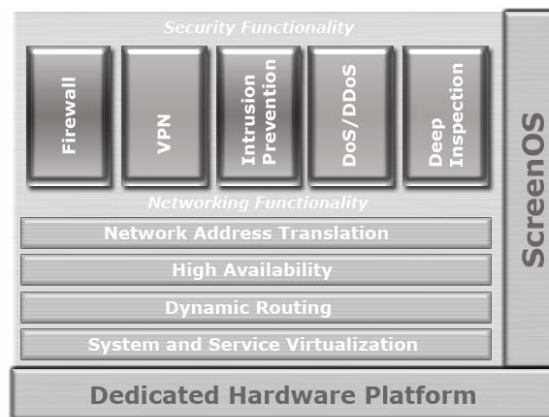 Security Functionality
Firewall
VPN
Intrusion
Prevention
DoS/DDoS
Deep
Inspection
Networking Functionality
Network Address Translation
High Availability
Dynamic Routing
System and Service Virtualization
ScreenOS
Dedicated Hardware Platform